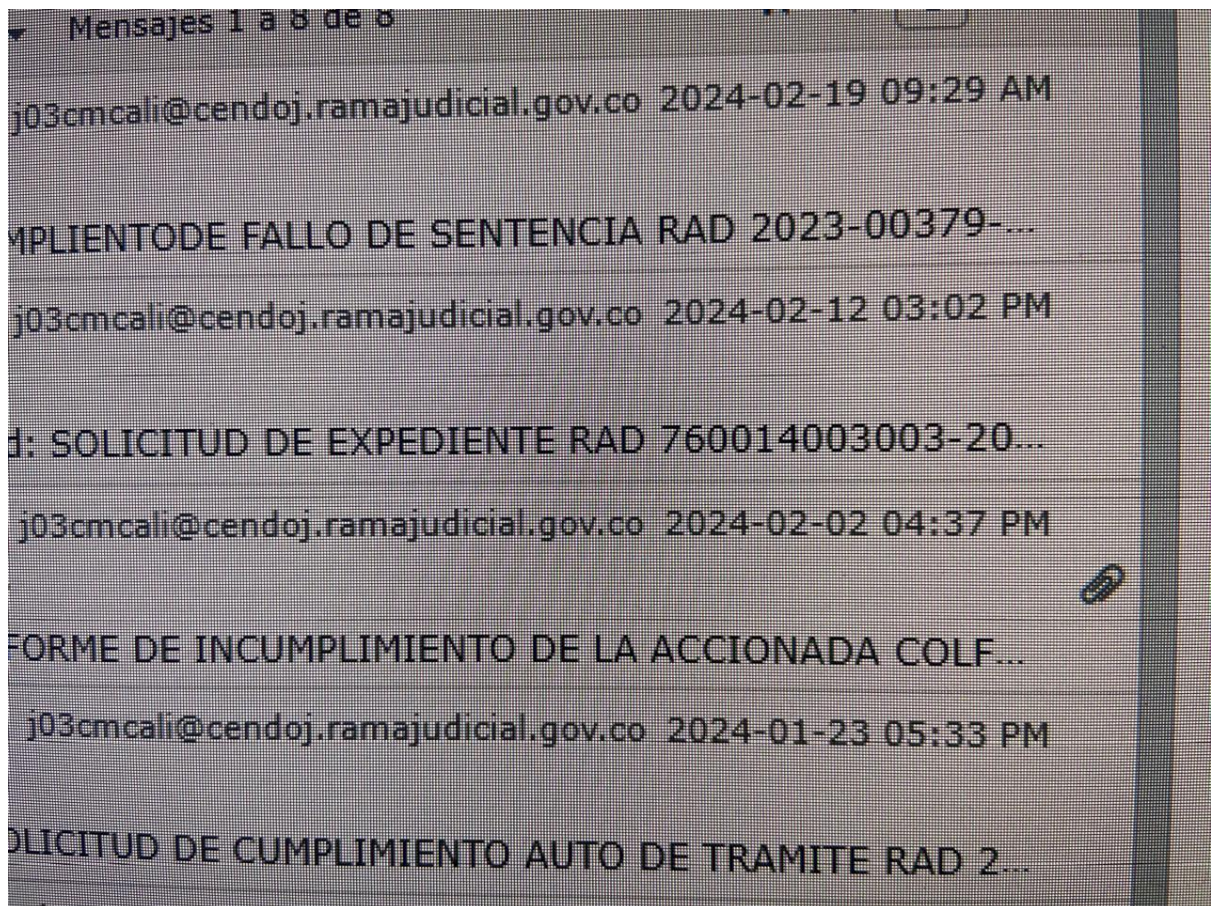 Mensajes 1 a 8 de 8
j03cmcali@cendoj.ramajudicial.gov.co 2024-02-19 09:29 AM
MPLIENTODE FALLO DE SENTENCIA RAD 2023-00379-...
j03cmcali@cendoj.ramajudicial.gov.co 2024-02-12 03:02 PM
d: SOLICITUD DE EXPEDIENTE RAD 760014003003-20...
j03cmcali@cendoj.ramajudicial.gov.co 2024-02-02 04:37 PM
FORME DE INCUMPLIMIENTO DE LA ACCIONADA COLF...
j03cmcali@cendoj.ramajudicial.gov.co 2024-01-23 05:33 PM
OLICITUD DE CUMPLIMIENTO AUTO DE TRAMITE RAD 2...